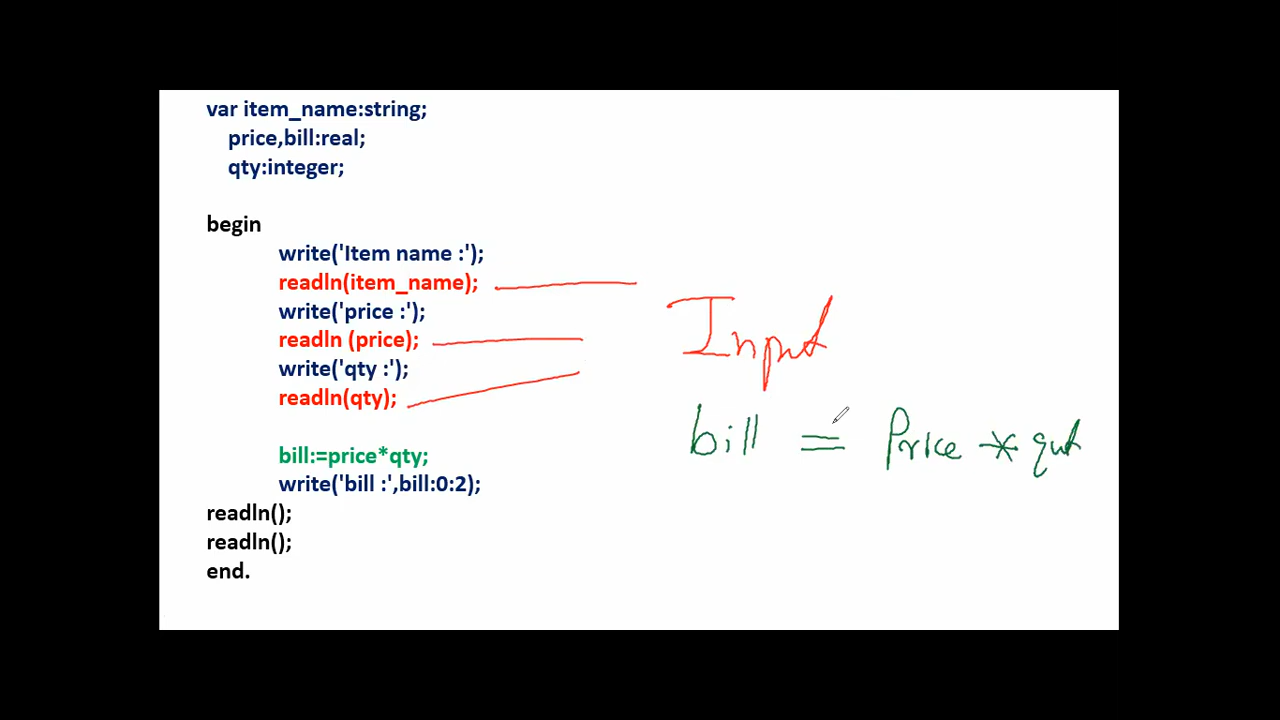 var item_name:string;
price,bill:real;
qty:integer;
begin
write('Item name :');
readln(item_name);
write('price :');
readln (price);
write('qty :');
readln(qty);
Input
bill = Price *
bill:=price*qty;
write('bill :',bill:0:2);
readln();
readln();
end.